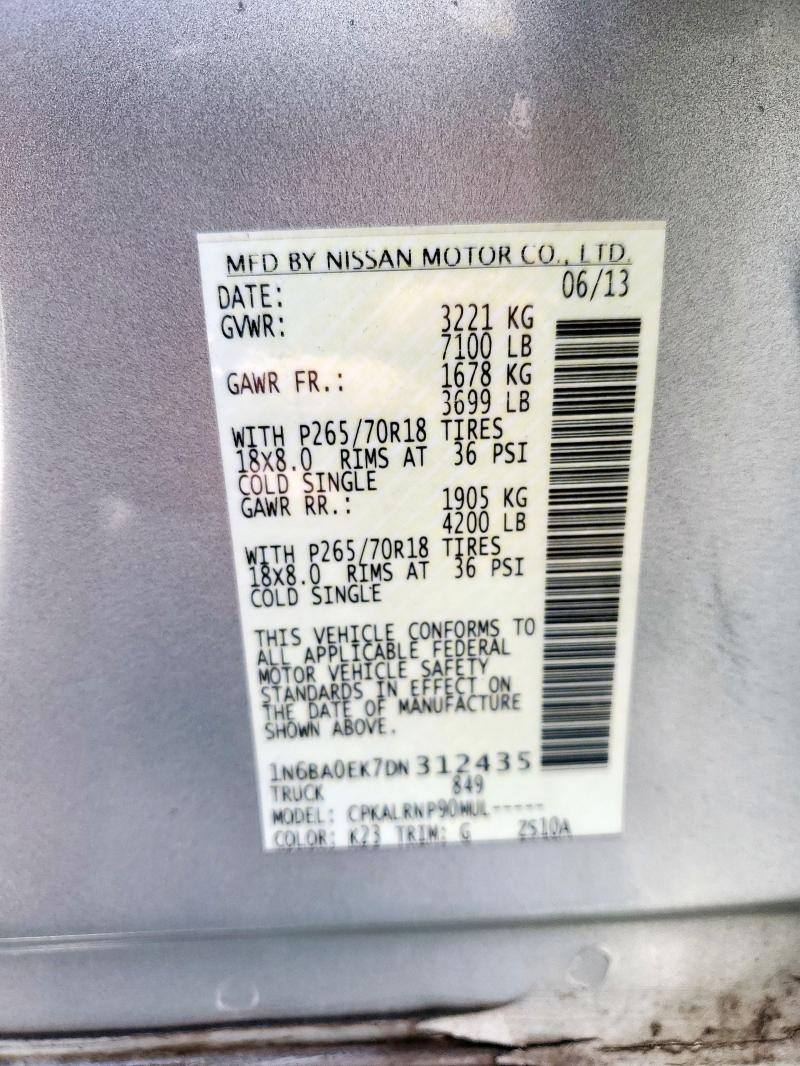 MFD BY NISSAN MOTOR CO., LTD.
DATE: 06/13
GVWR: 3221 KG
7100 LB
GAWR FR.: 1678 KG
3699 LB
WITH P265/70R18 TIRES
18X8.0 RIMS AT 36 PSI
COLD SINGLE
GAWR RR.: 1905 KG
4200 LB
WITH P265/70R18 TIRES
18X8.0 RIMS AT 36 PSI
COLD SINGLE
THIS VEHICLE CONFORMS TO
ALL APPLICABLE FEDERAL
MOTOR VEHICLE SAFETY
STANDARDS IN EFFECT ON
THE DATE OF MANUFACTURE
SHOWN ABOVE.
1N6BA0EK7DN312435
TRUCK 849
MODEL: CPKALRNP90WUL-----
COLOR: K23 TRIM: G ZS10A